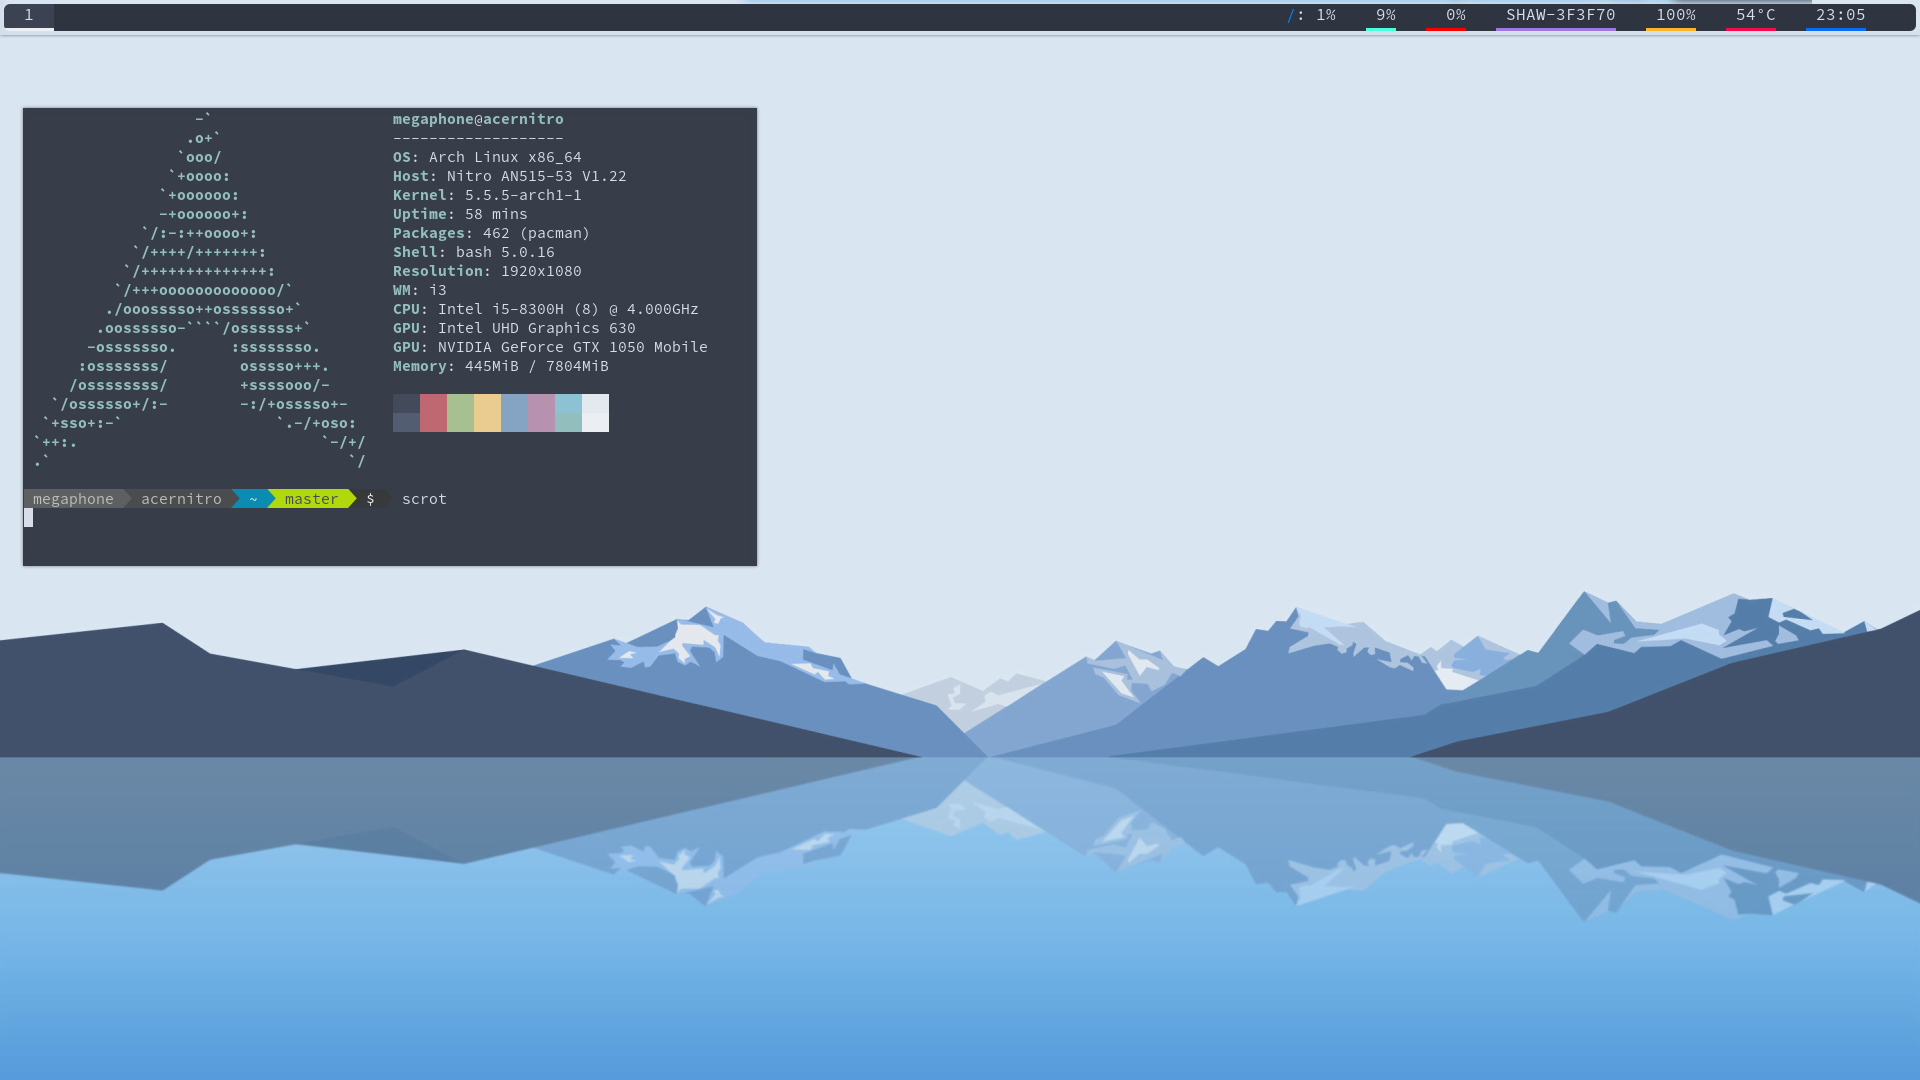 1 /: 1% 9% 0% SHAW-3F3F70 100% 54°C 23:05
-`
.o+`
`ooo/
`+oooo:
`+oooooo:
-+oooooo+:
`/:-:++oooo+:
`/++++/+++++++:
`/++++++++++++++:
`/+++ooooooooooooo/`
./ooosssso++osssssso+`
.oossssso-````/ossssss+`
-osssssso. :ssssssso.
:osssssss/ osssso+++.
/ossssssss/ +ssssooo/-
`/ossssso+/:- -:/+osssso+-
`+sso+:-` `.-/+oso:
`++:. `-/+/
.` `/
megaphone@acernitro
-------------------
OS: Arch Linux x86_64
Host: Nitro AN515-53 V1.22
Kernel: 5.5.5-arch1-1
Uptime: 58 mins
Packages: 462 (pacman)
Shell: bash 5.0.16
Resolution: 1920x1080
WM: i3
CPU: Intel i5-8300H (8) @ 4.000GHz
GPU: Intel UHD Graphics 630
GPU: NVIDIA GeForce GTX 1050 Mobile
Memory: 445MiB / 7804MiB
megaphone acernitro ~ master $ scrot